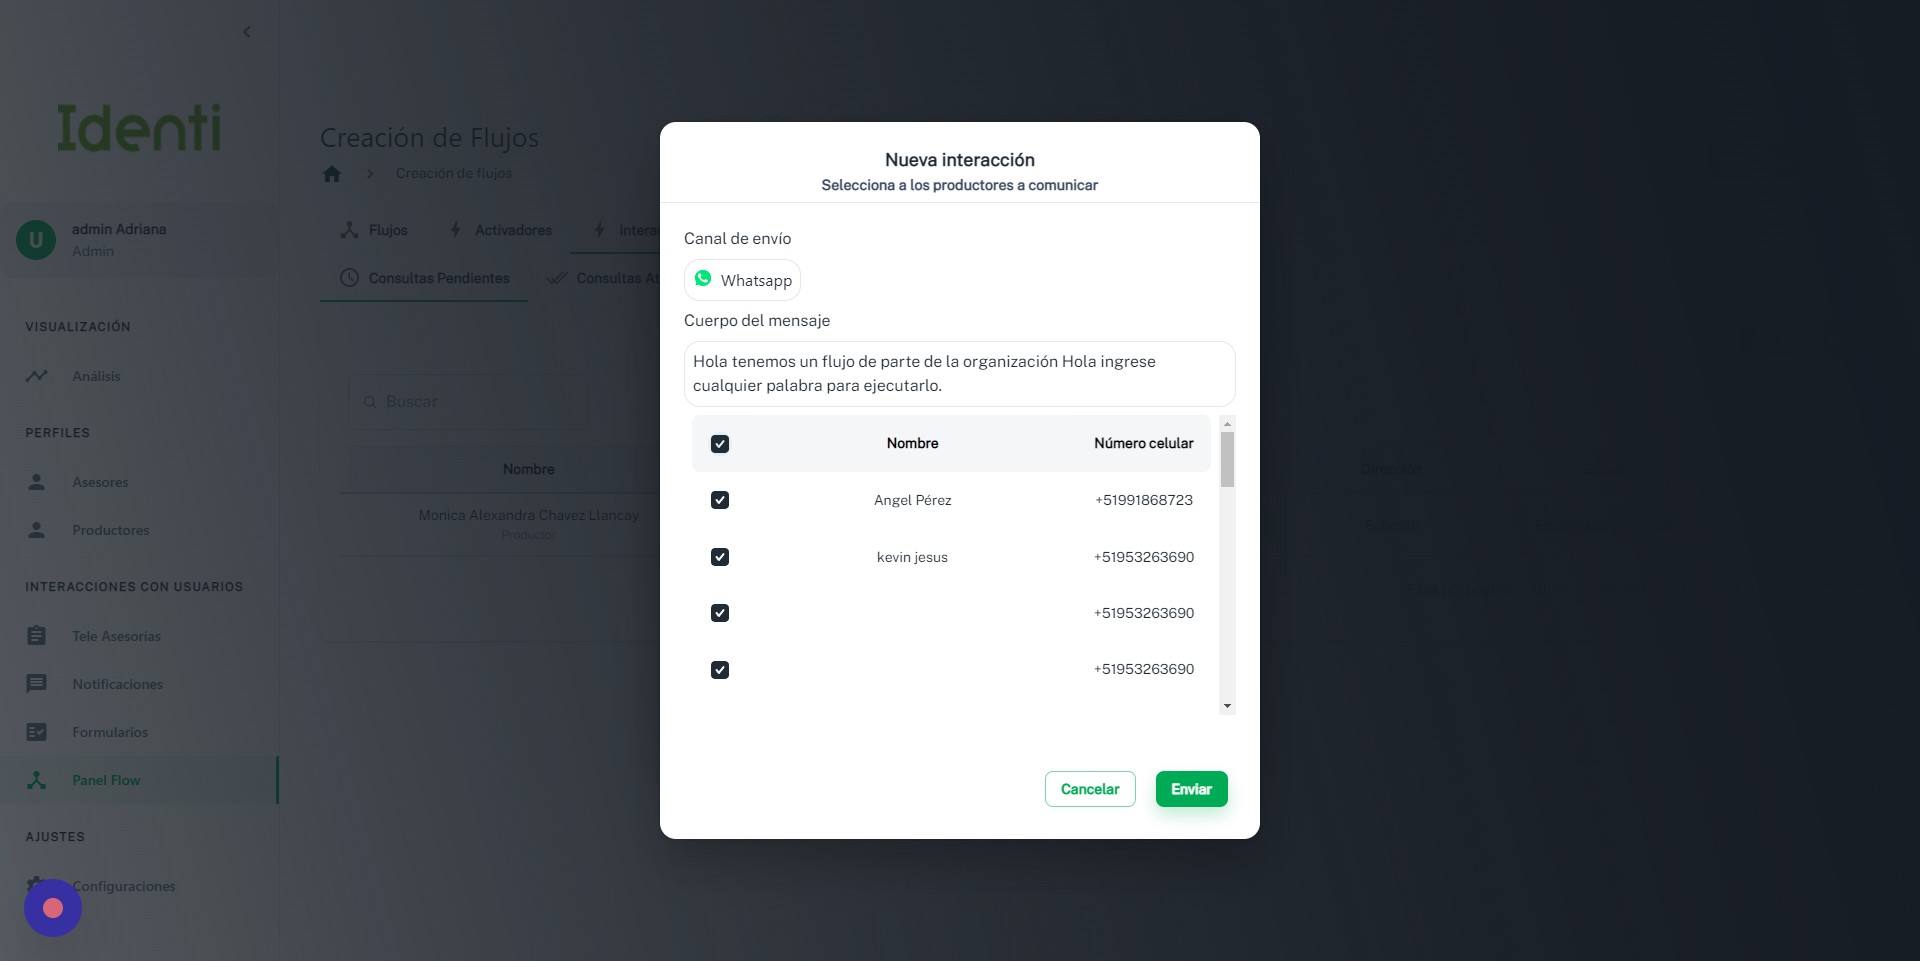 Identi
admin Adriana
U
Admin
VISUALIZACIÓN
Análisis
PERFILES
Asesores
Productores
INTERACCIONES CON USUARIOS
Tele Asesorías
Notificaciones
Formularios
Panel Flow
AJUSTES
Configuraciones
Creación de Flujos
Creación de flujos
Flujos
Activadores
Intera
Consultas Pendientes
Consultas At
Buscar
Nombre
Dirección
Monica Alexandra Chavez Llancay
Productor
Nueva interacción
Selecciona a los productores a comunicar
Canal de envío
Whatsapp
Cuerpo del mensaje
Hola tenemos un flujo de parte de la organización Hola ingrese
cualquier palabra para ejecutarlo.
Nombre Número celular
Angel Pérez +51991868723
kevin jesus +51953263690
+51953263690
+51953263690
Cancelar
Enviar